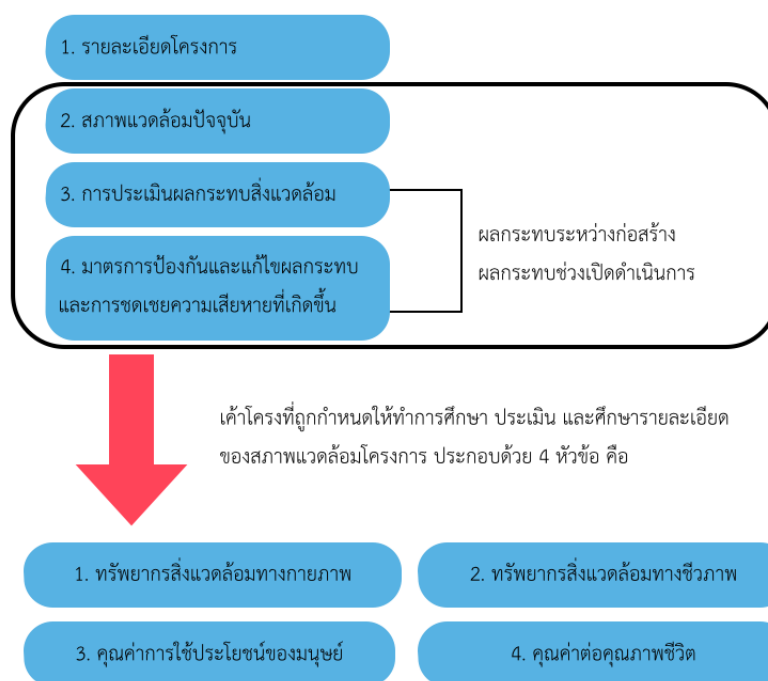 1. รายละเอียดโครงการ
2. สภาพแวดล้อมปัจจุบัน
3. การประเมินผลกระทบสิ่งแวดล้อม
4. มาตรการป้องกันและแก้ไขผลกระทบ
และการชดเชยความเสียหายที่เกิดขึ้น
ผลกระทบระหว่างก่อสร้าง
ผลกระทบช่วงเปิดดำเนินการ
เค้าโครงที่ถูกกำหนดให้ทำการศึกษา ประเมิน และศึกษารายละเอียด
ของสภาพแวดล้อมโครงการ ประกอบด้วย 4 หัวข้อ คือ
1. ทรัพยากรสิ่งแวดล้อมทางกายภาพ
2. ทรัพยากรสิ่งแวดล้อมทางชีวภาพ
3. คุณค่าการใช้ประโยชน์ของมนุษย์
4. คุณค่าต่อคุณภาพชีวิต